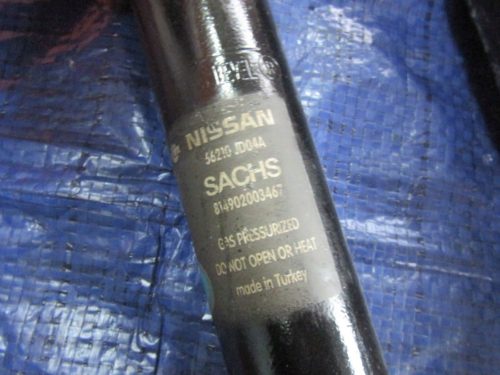 NISSAN
56210 JD04A
SACHS
814902003467
GAS PRESSURIZED
DO NOT OPEN OR HEAT
made in Turkey